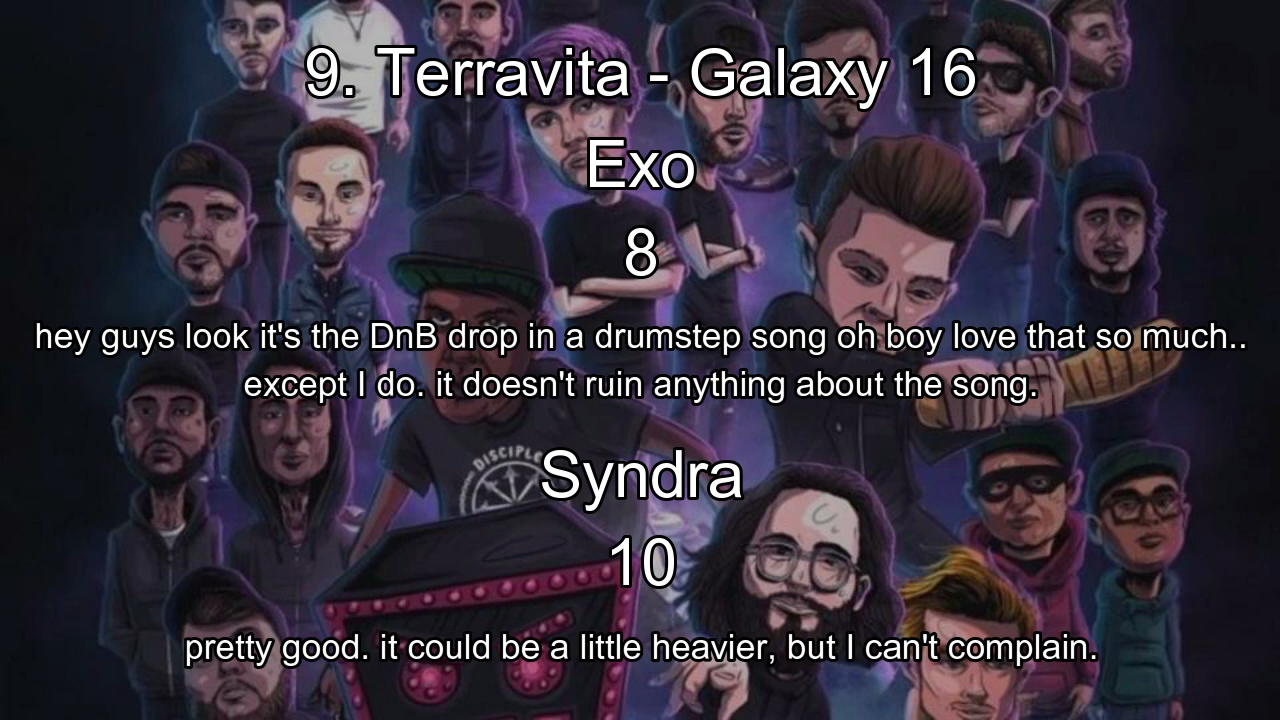 9. Terravita - Galaxy 16
Exo
8
hey guys look it's the DnB drop in a drumstep song oh boy love that so much..
except I do. it doesn't ruin anything about the song.
DISCIPLE
Syndra
10
pretty good. it could be a little heavier, but I can't complain.